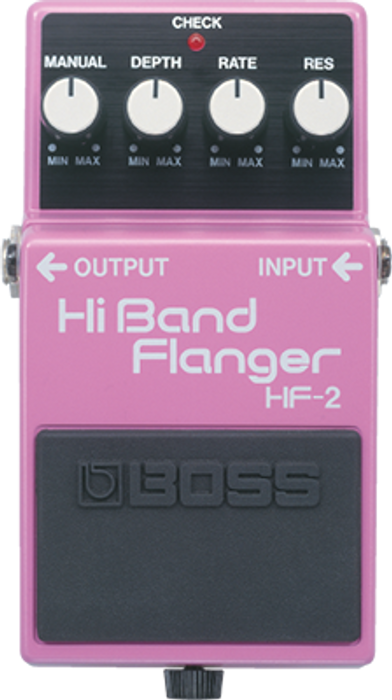 CHECK
MANUAL DEPTH RATE RES
MIN MAX MIN MAX MIN MAX MIN MAX
OUTPUT INPUT
Hi Band
Flanger
HF-2
BOSS